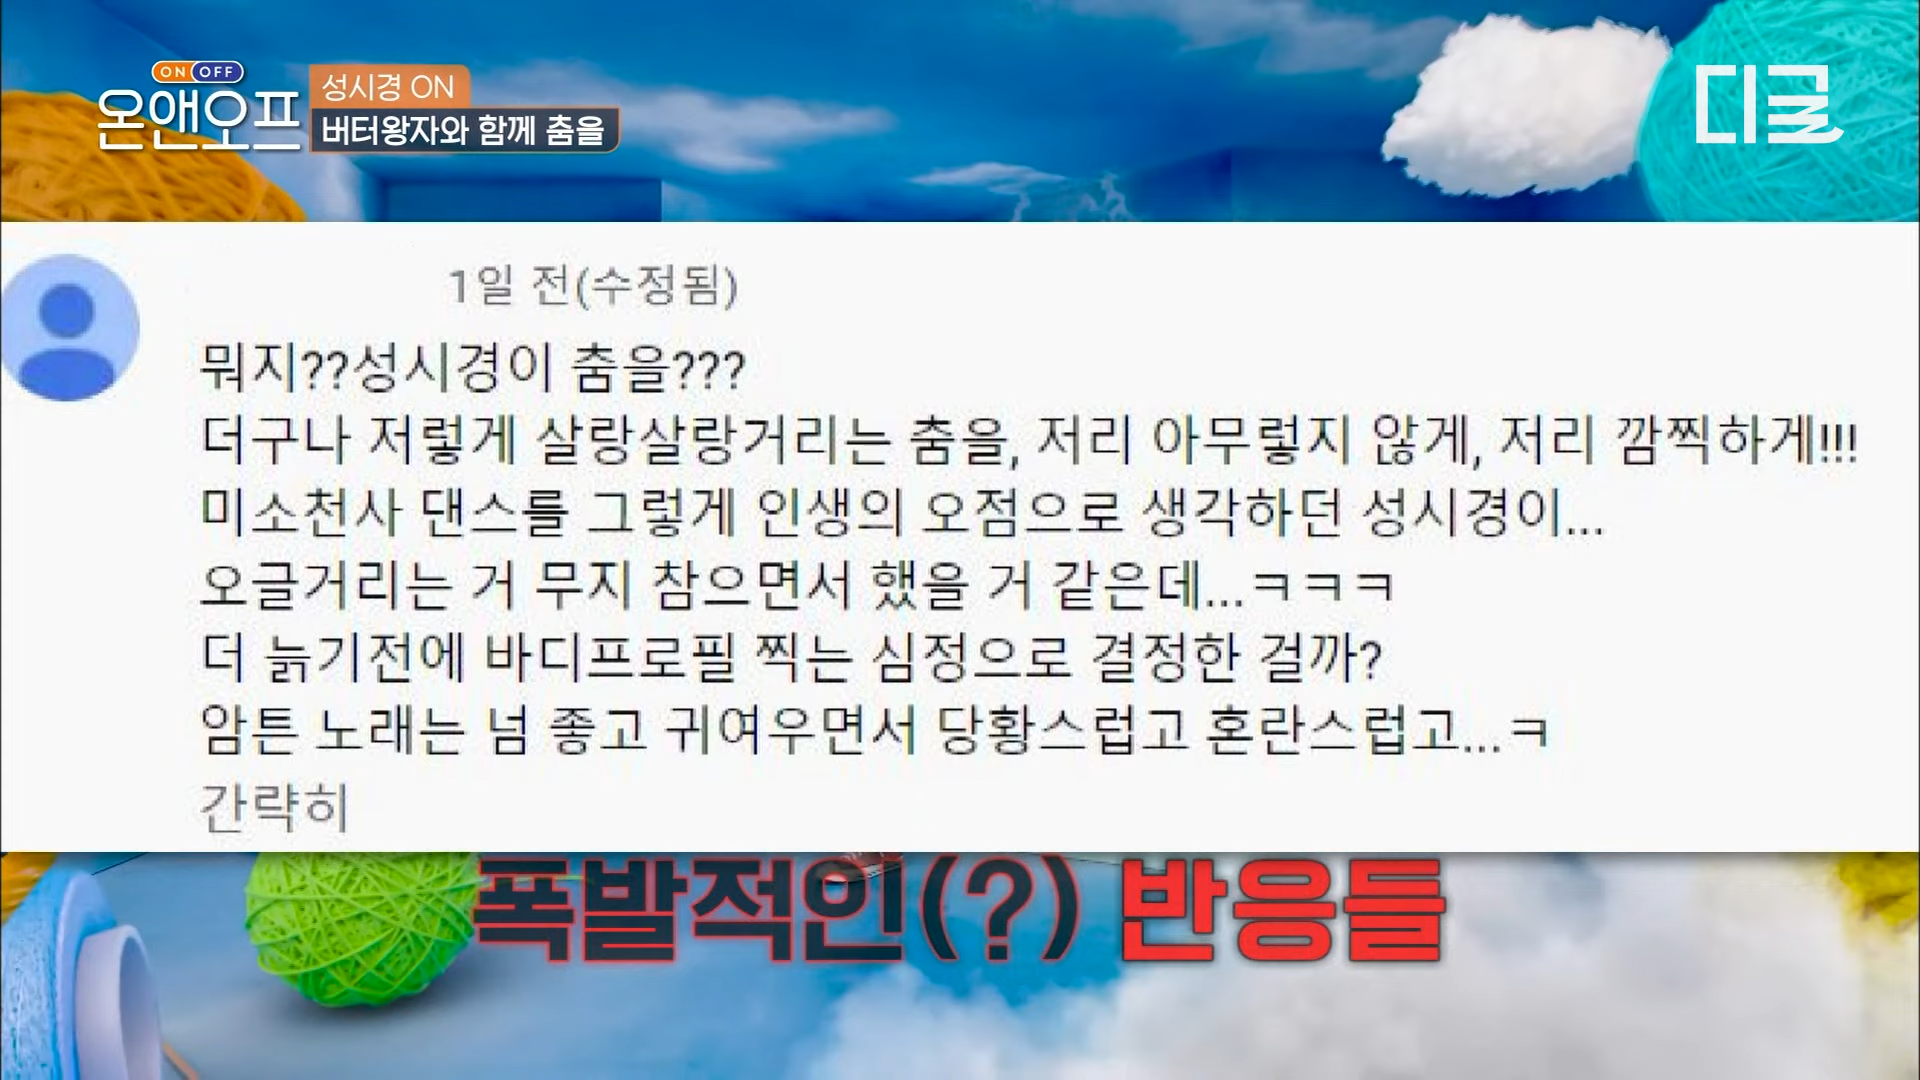 ON OFF
온앤오프
성시경 ON
버터왕자와 함께 춤을
디글
1일 전(수정됨)
뭐지??성시경이 춤을???
더구나 저렇게 살랑살랑거리는 춤을, 저리 아무렇지 않게, 저리 깜찍하게!!!
미소천사 댄스를 그렇게 인생의 오점으로 생각하던 성시경이...
오글거리는 거 무지 참으면서 했을 거 같은데...ㅋㅋㅋ
더 늙기전에 바디프로필 찍는 심정으로 결정한 걸까?
암튼 노래는 넘 좋고 귀여우면서 당황스럽고 혼란스럽고...ㅋ
간략히
폭발적인(?) 반응들